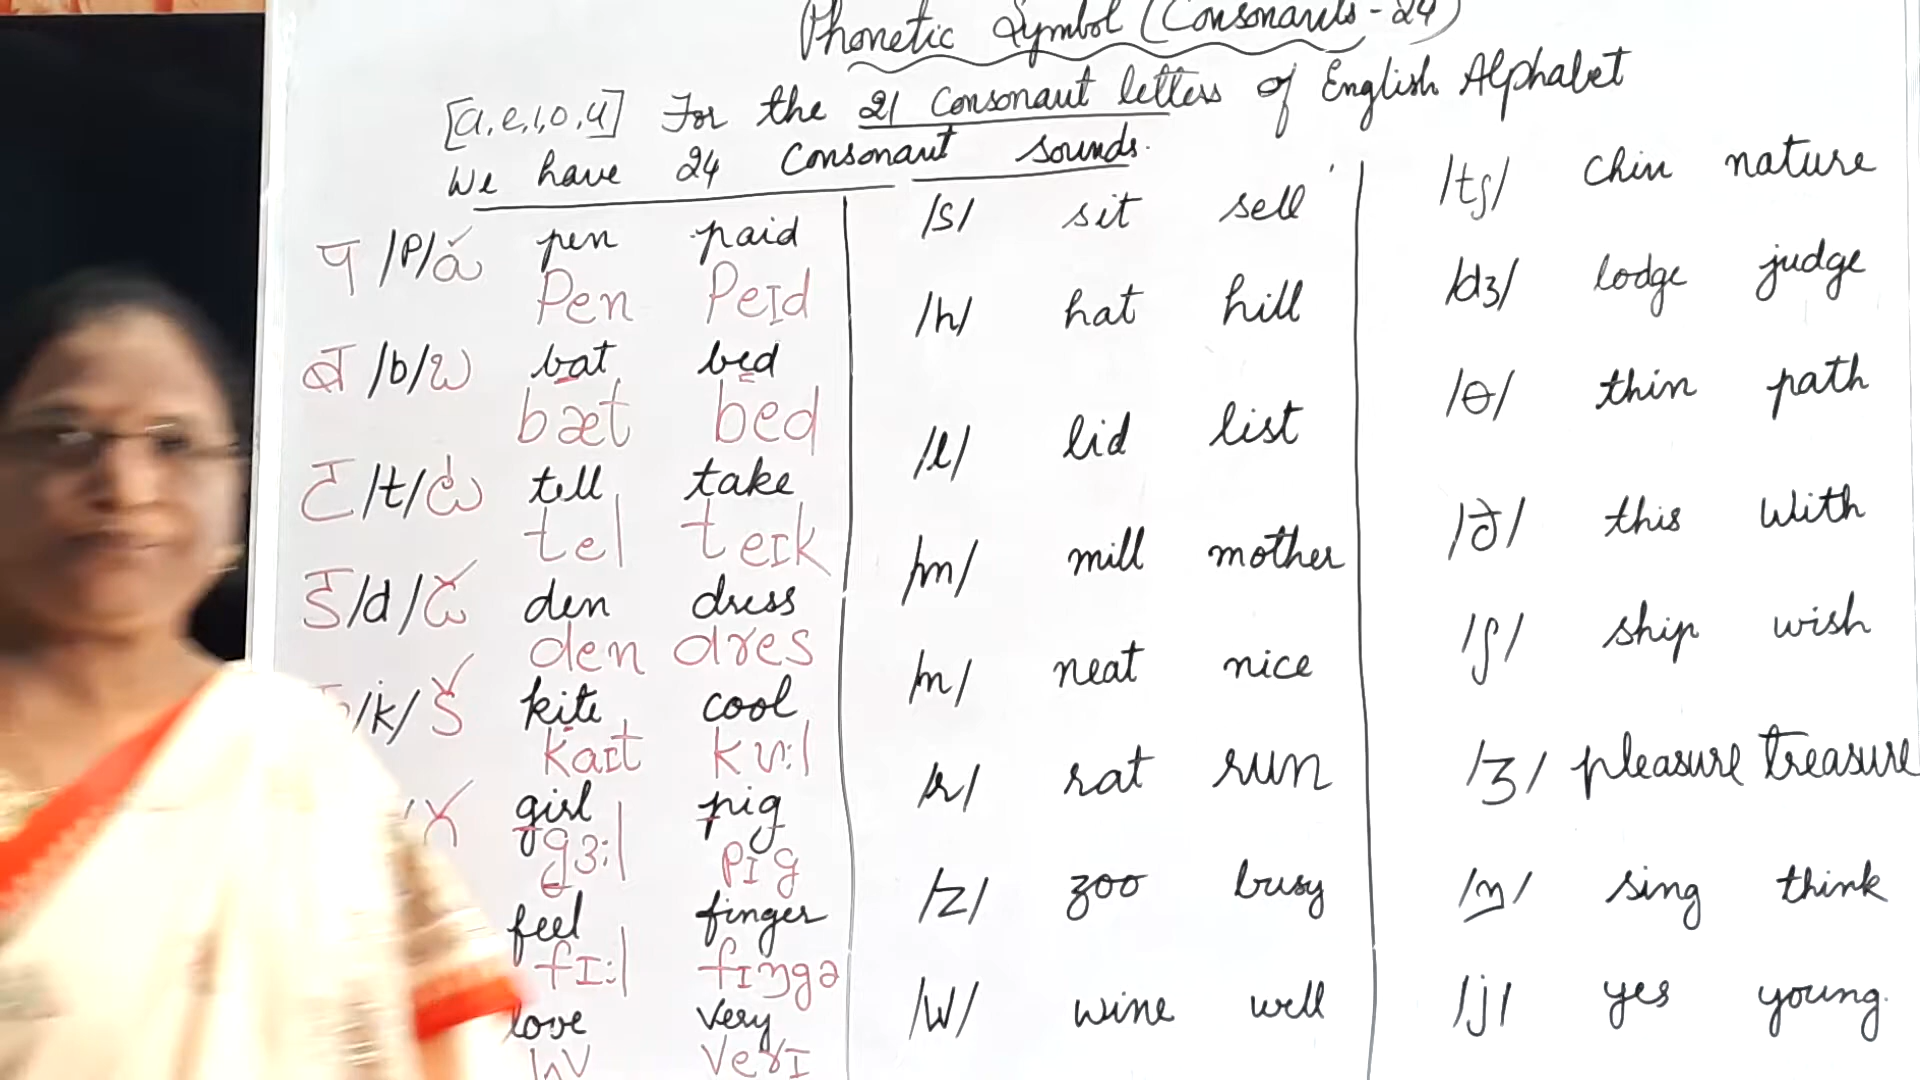 Phonetic Symbol (Consonants - 24)
[a, e, i, o, u] For the 21 Consonant letters of English Alphabet
We have 24 Consonant sounds.
प /p/ ಪ pen paid
Pen PeId
ब /b/ ಬ bat bed
bæt bed
ट /t/ ಟ tell take
tel teIk
ड /d/ ಡ den dress
den dres
/k/ ಕ kite cool
kaIt ku:l
girl pig
gɜ:l pIg
feel finger
fI:l fIŋgə
love very
verI
/s/ sit sell
/h/ hat hill
/l/ lid list
/m/ mill mother
/n/ neat nice
/r/ rat run
/z/ zoo busy
/w/ wine well
/tʃ/ chin nature
/dʒ/ lodge judge
/θ/ thin path
/ð/ this With
/ʃ/ ship wish
/ʒ/ pleasure treasure
/ŋ/ sing think
/j/ yes young.